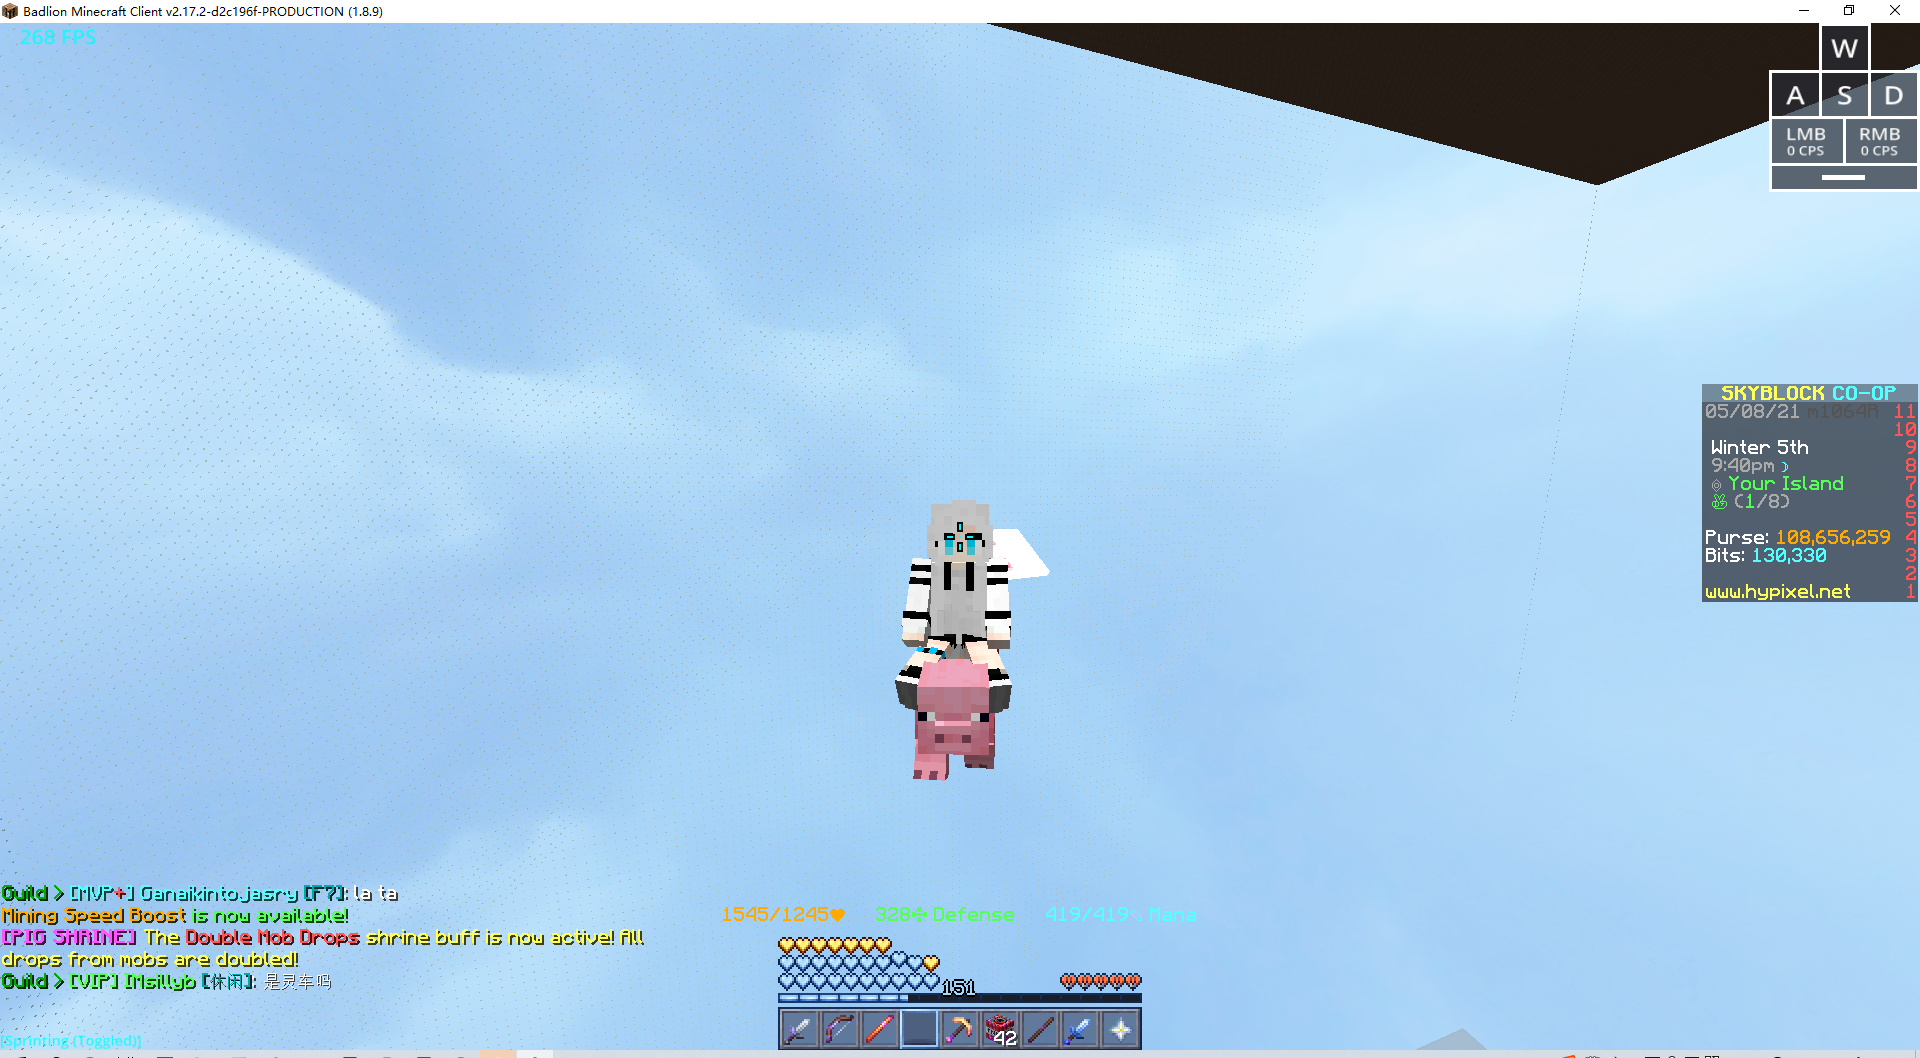 Badlion Minecraft Client v2.17.2-d2c196f-PRODUCTION (1.8.9)
268 FPS
W
A S D
LMB RMB
0 CPS 0 CPS
SKYBLOCK CO-OP
05/08/21 m106AA 11
10
Winter 5th 9
9:40pm ☽ 8
Your Island 7
(1/8) 6
5
Purse: 108,656,259 4
Bits: 130,330 3
2
www.hypixel.net 1
Guild > [MVP+] Ganaikintojasry [F7]: la ta
Mining Speed Boost is now available!
[PIG SHRINE] The Double Mob Drops shrine buff is now active! All
drops from mobs are doubled!
Guild > [VIP] IMsillyb [休闲]: 是灵车吗
1545/1245❤ 328 Defense 419/419 Mana
151
42
[Sprinting (Toggled)]